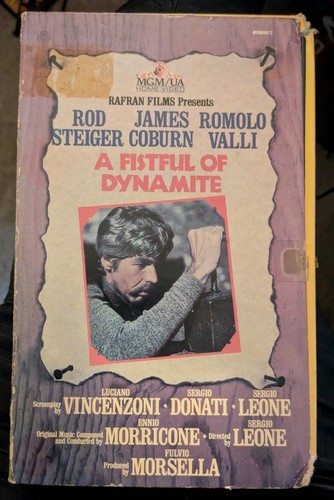 MGM/UA
HOME VIDEO
RAFRAN FILMS Presents
ROD JAMES ROMOLO
STEIGER COBURN VALLI
A FISTFUL OF
DYNAMITE
LUCIANO SERGIO SERGIO
Screenplay by VINCENZONI · DONATI · LEONE
ENNIO SERGIO
Original Music Composed and Conducted by MORRICONE · Directed by LEONE
FULVIO
Produced by MORSELLA